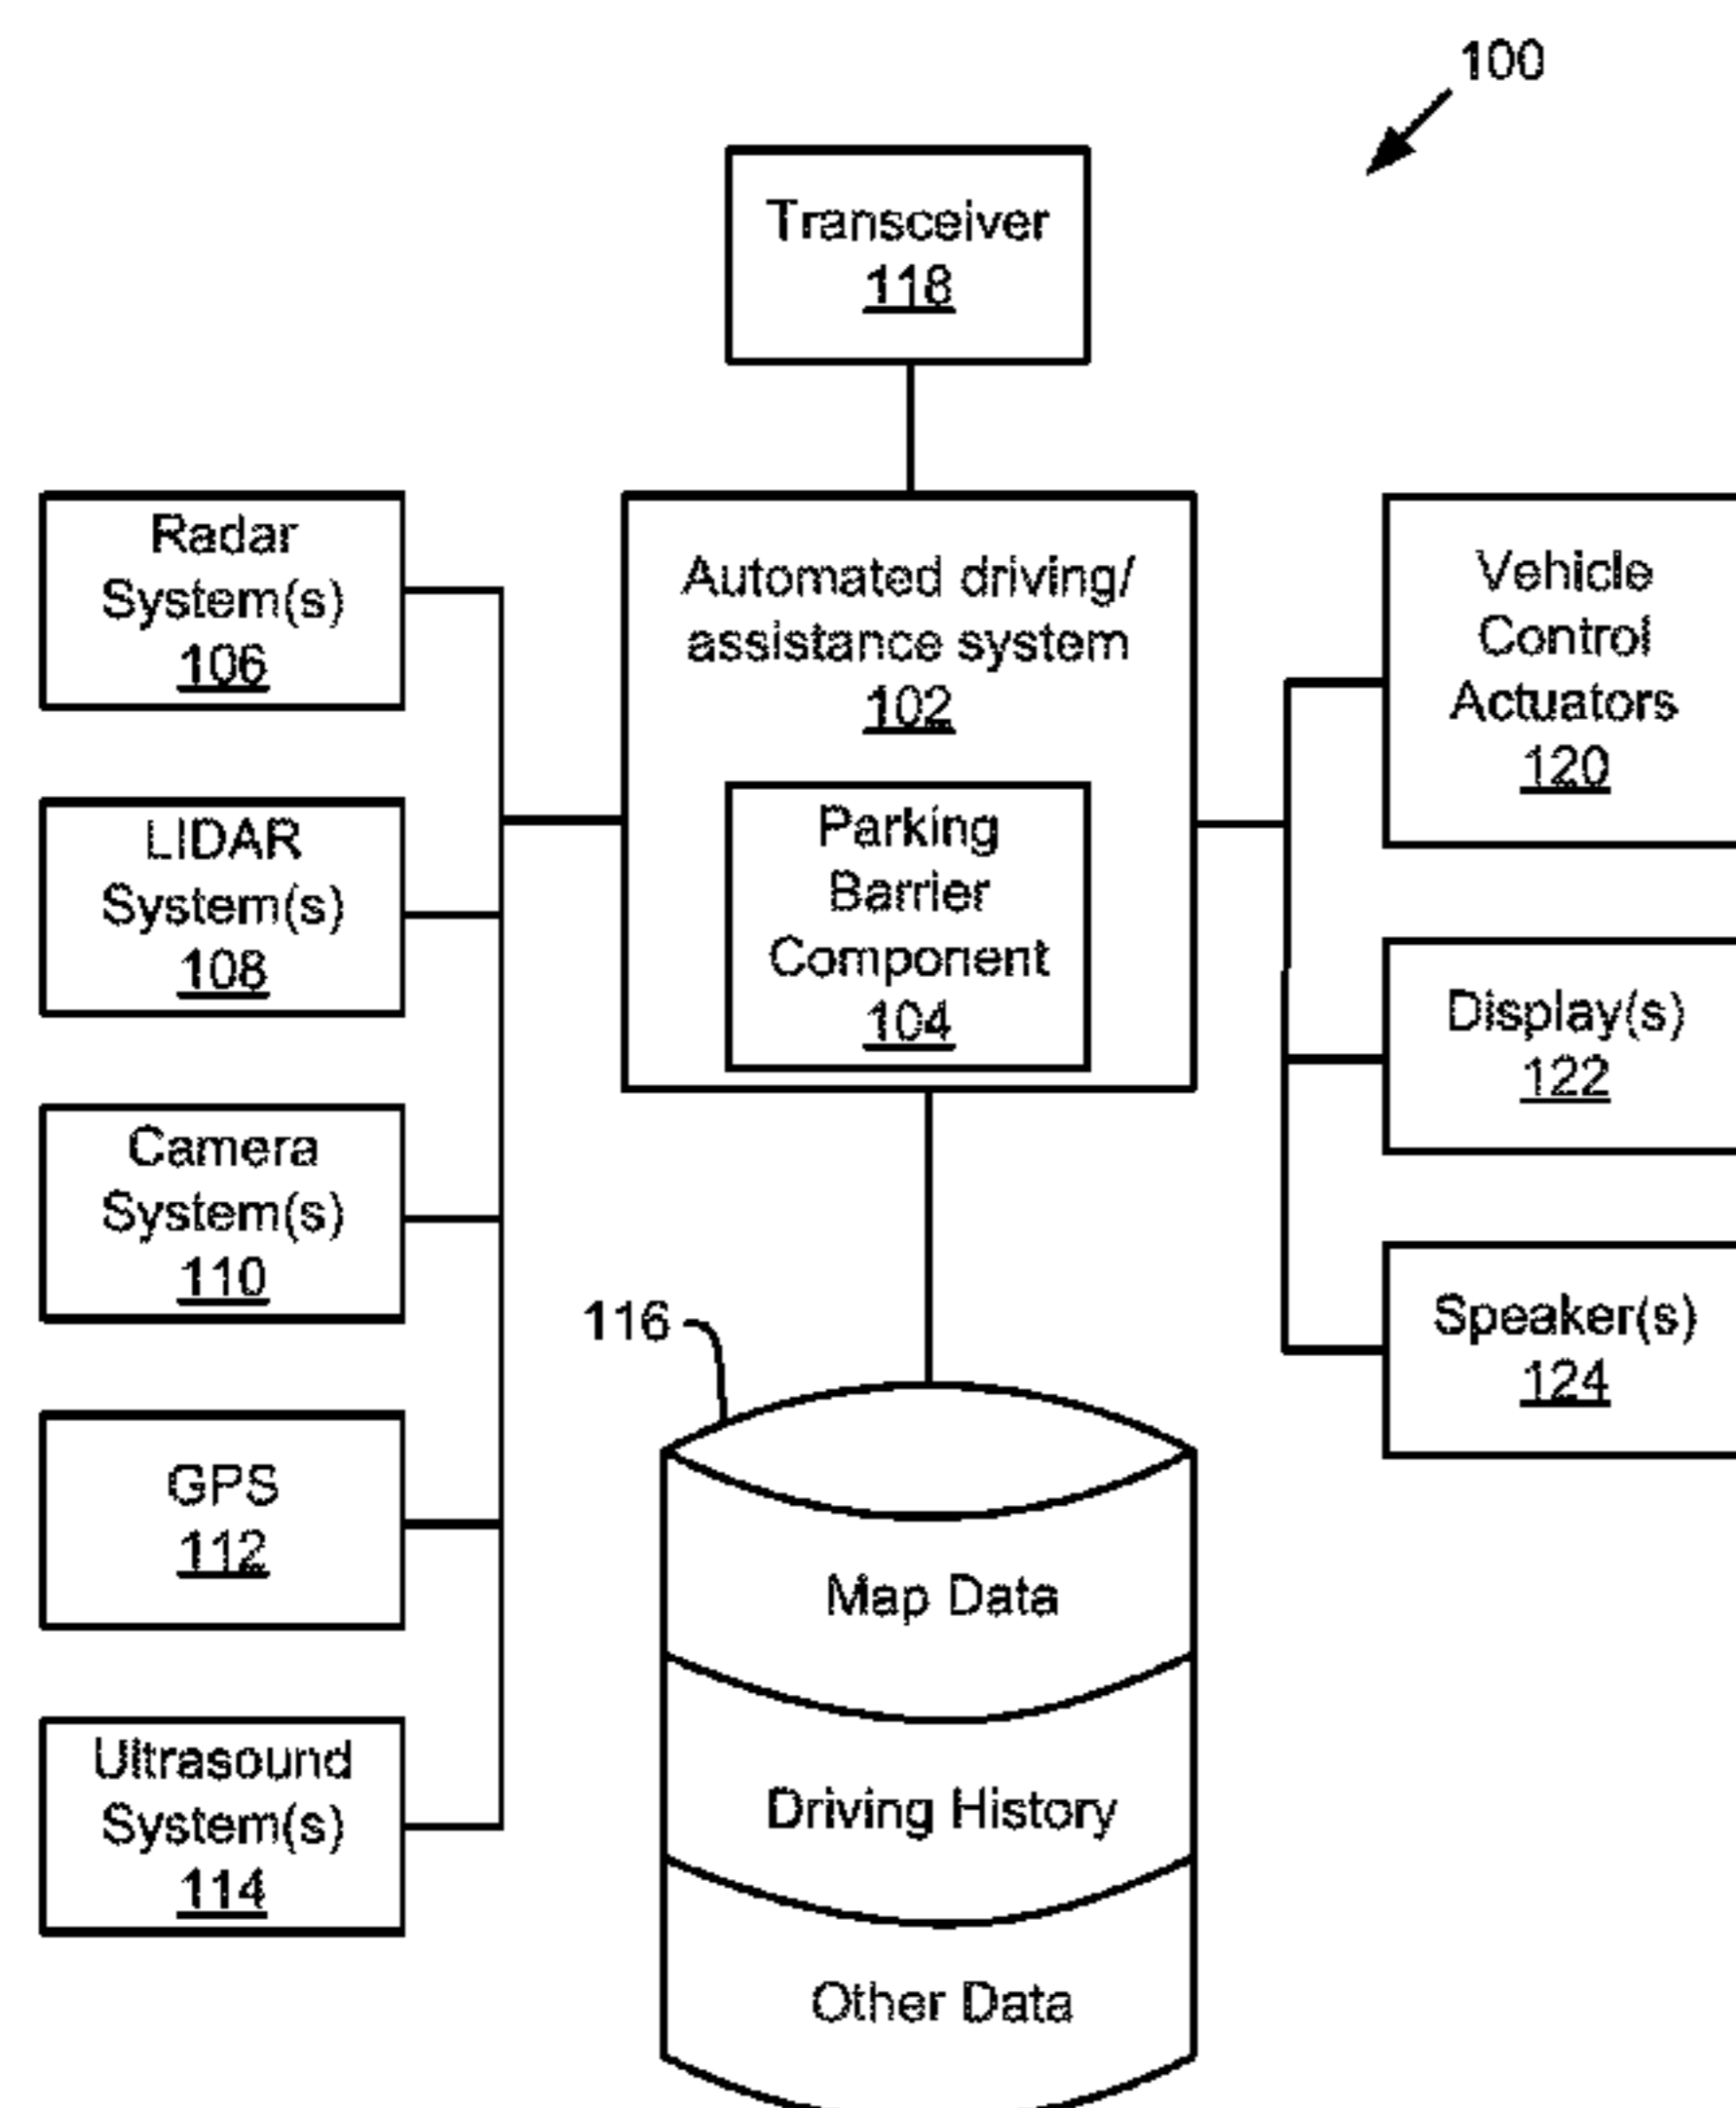 100
Transceiver
118
Radar
System(s)
106
LIDAR
System(s)
108
Camera
System(s)
110
GPS
112
Ultrasound
System(s)
114
Automated driving/
assistance system
102
Parking
Barrier
Component
104
Vehicle
Control
Actuators
120
Display(s)
122
Speaker(s)
124
116
Map Data
Driving History
Other Data